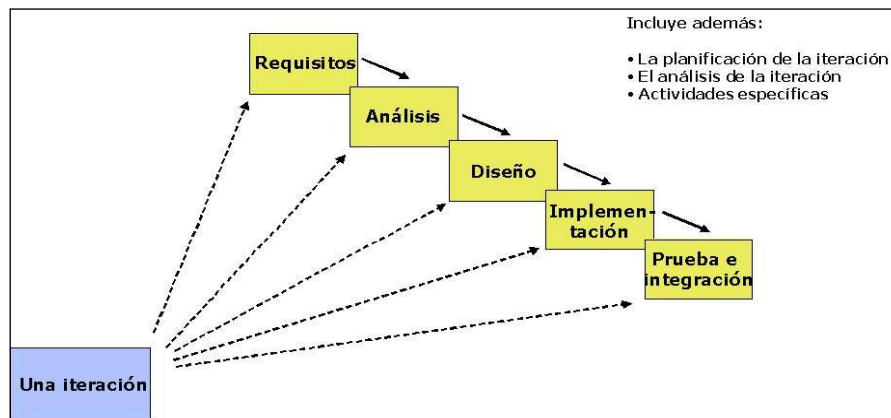 Incluye además:
• La planificación de la iteración
• El análisis de la iteración
• Actividades específicas
Requisitos
Análisis
Diseño
Implemen-
tación
Prueba e
integración
Una iteración